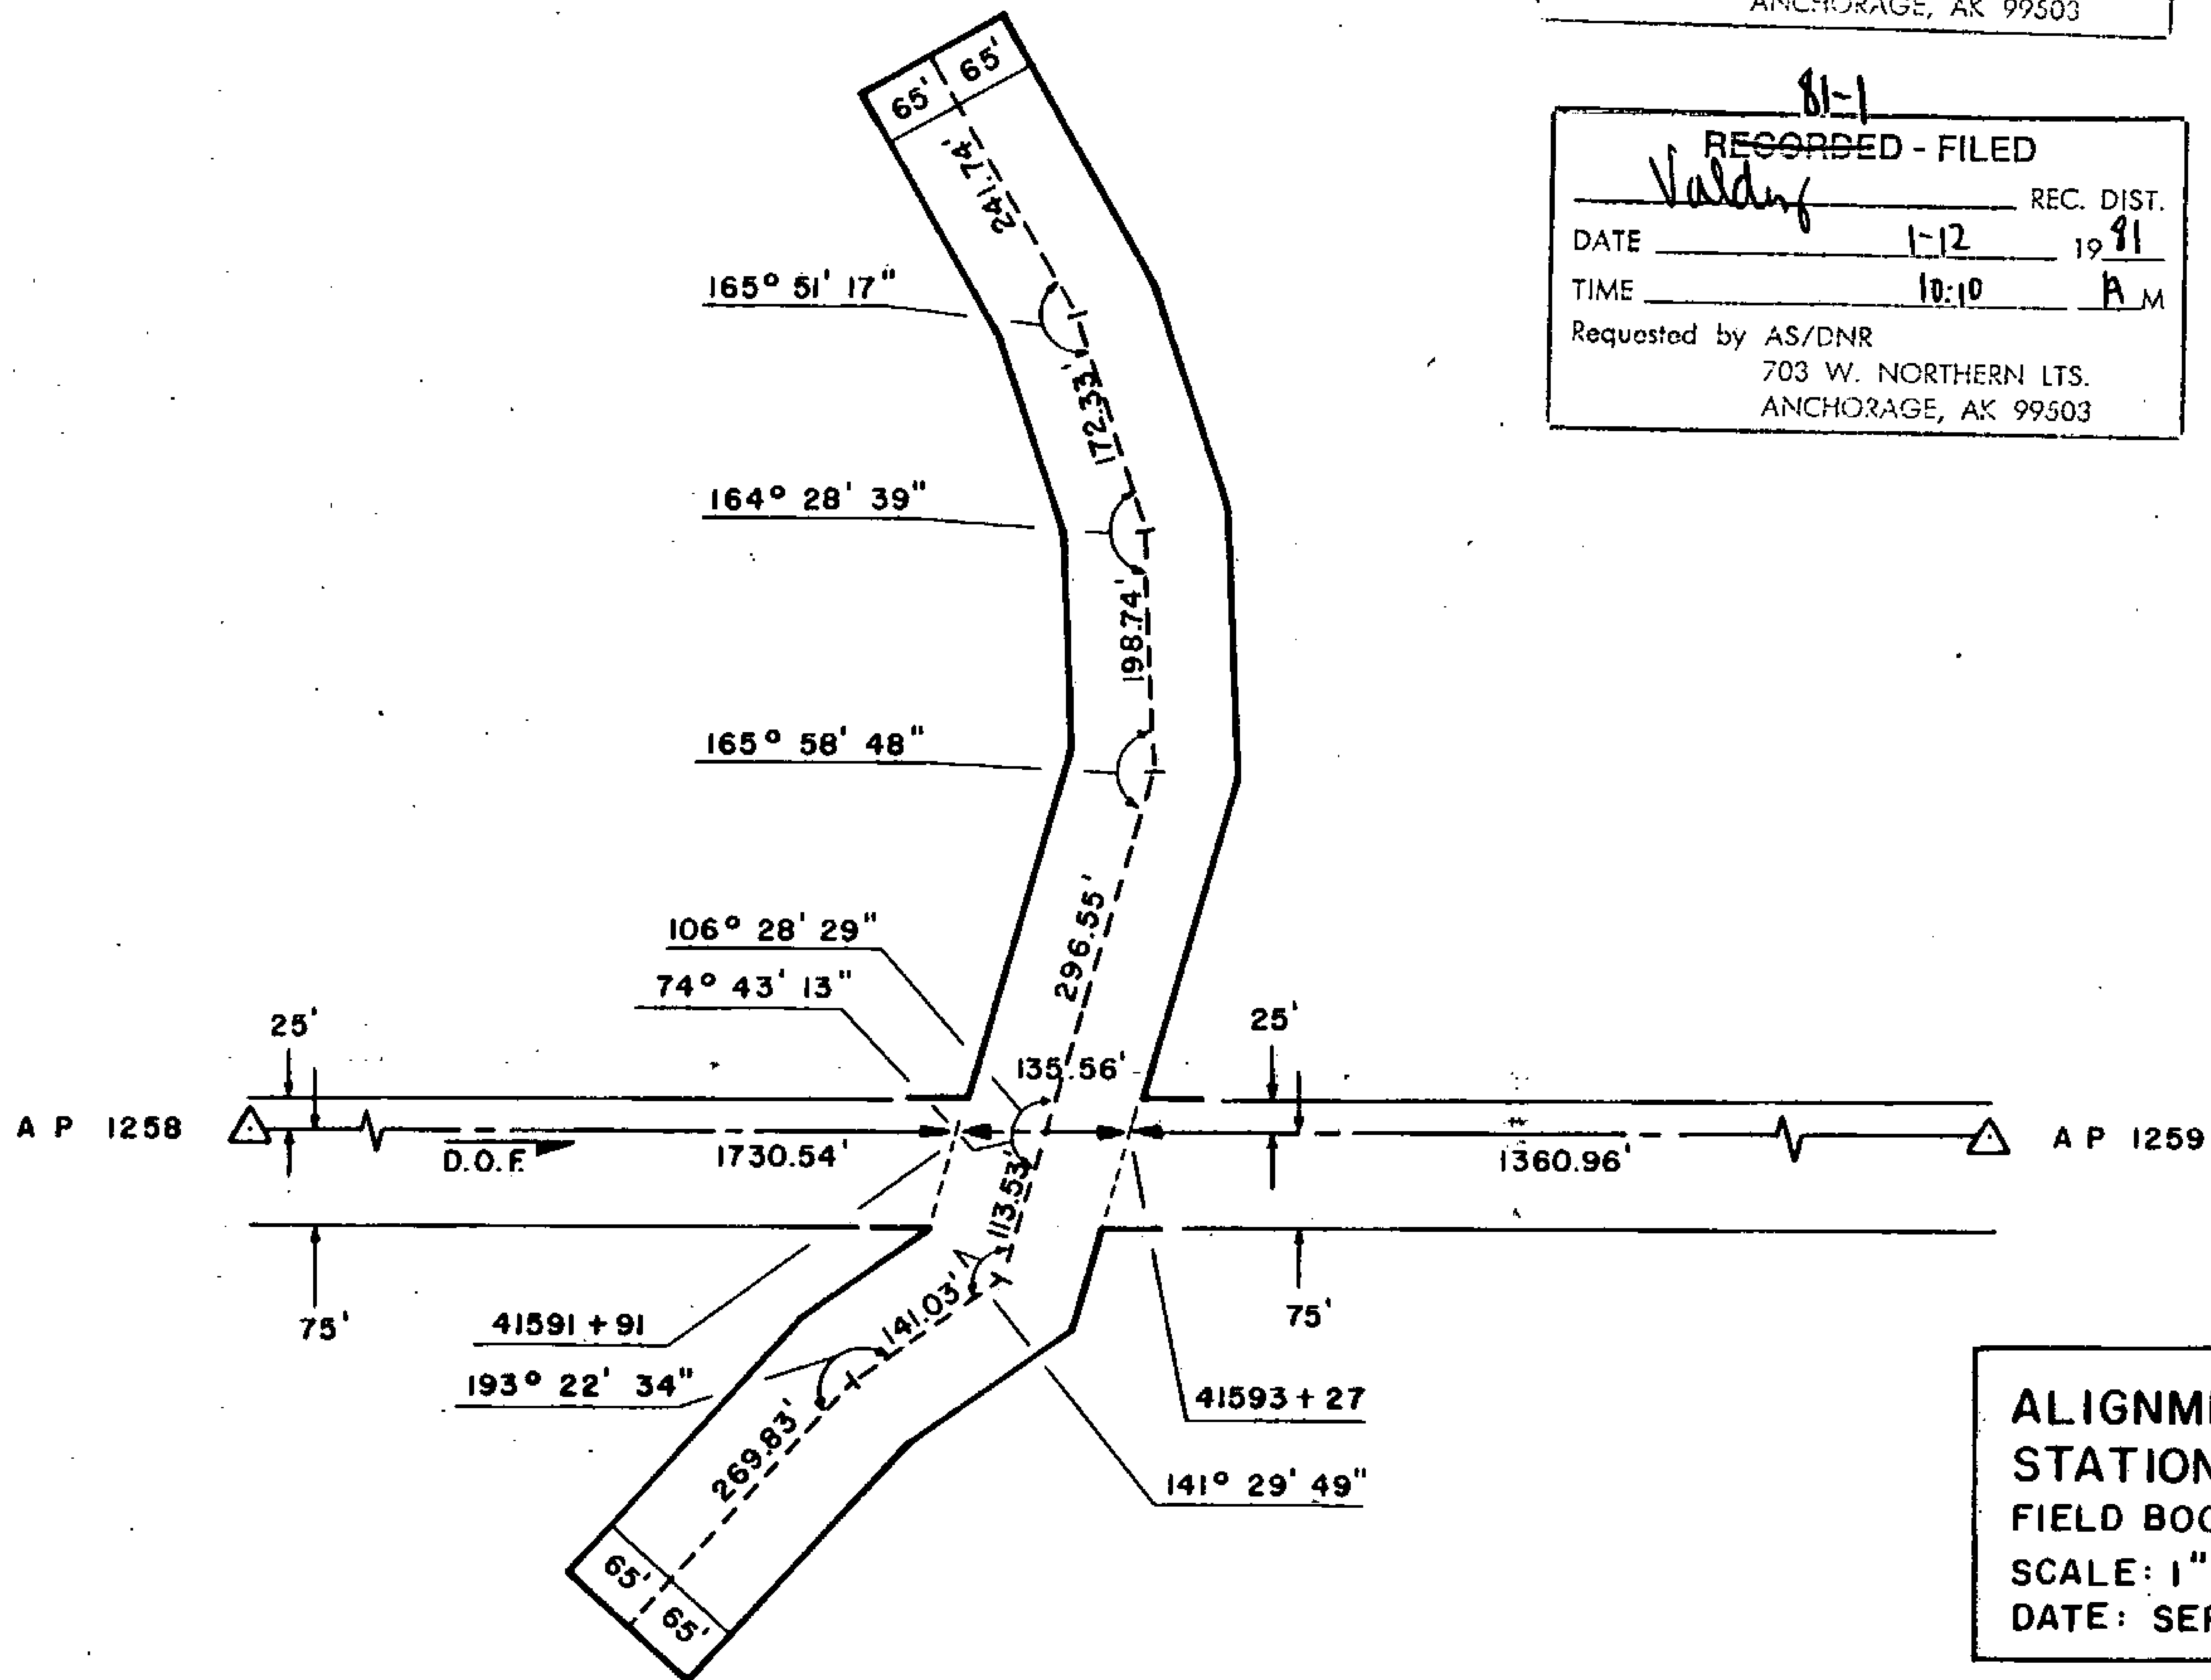 ANCHORAGE, AK 99503
81-1
RECORDED - FILED
REC. DIST.
DATE 1-12 1981
TIME 10:10 A M
Requested by AS/DNR
703 W. NORTHERN LTS.
ANCHORAGE, AK 99503
65' 65'
241.74'
165° 51' 17"
172.33'
164° 28' 39"
198.74'
165° 58' 48"
296.55'
106° 28' 29"
74° 43' 13"
25'
135.56'
25'
A P 1258
D.O.F.
1730.54'
1360.96'
A P 1259
113.53'
75'
141.03'
75'
41591 + 91
193° 22' 34"
41593 + 27
269.83'
141° 29' 49"
65' 65'
ALIGNM
STATION
FIELD BOO
SCALE: 1"
DATE: SEP